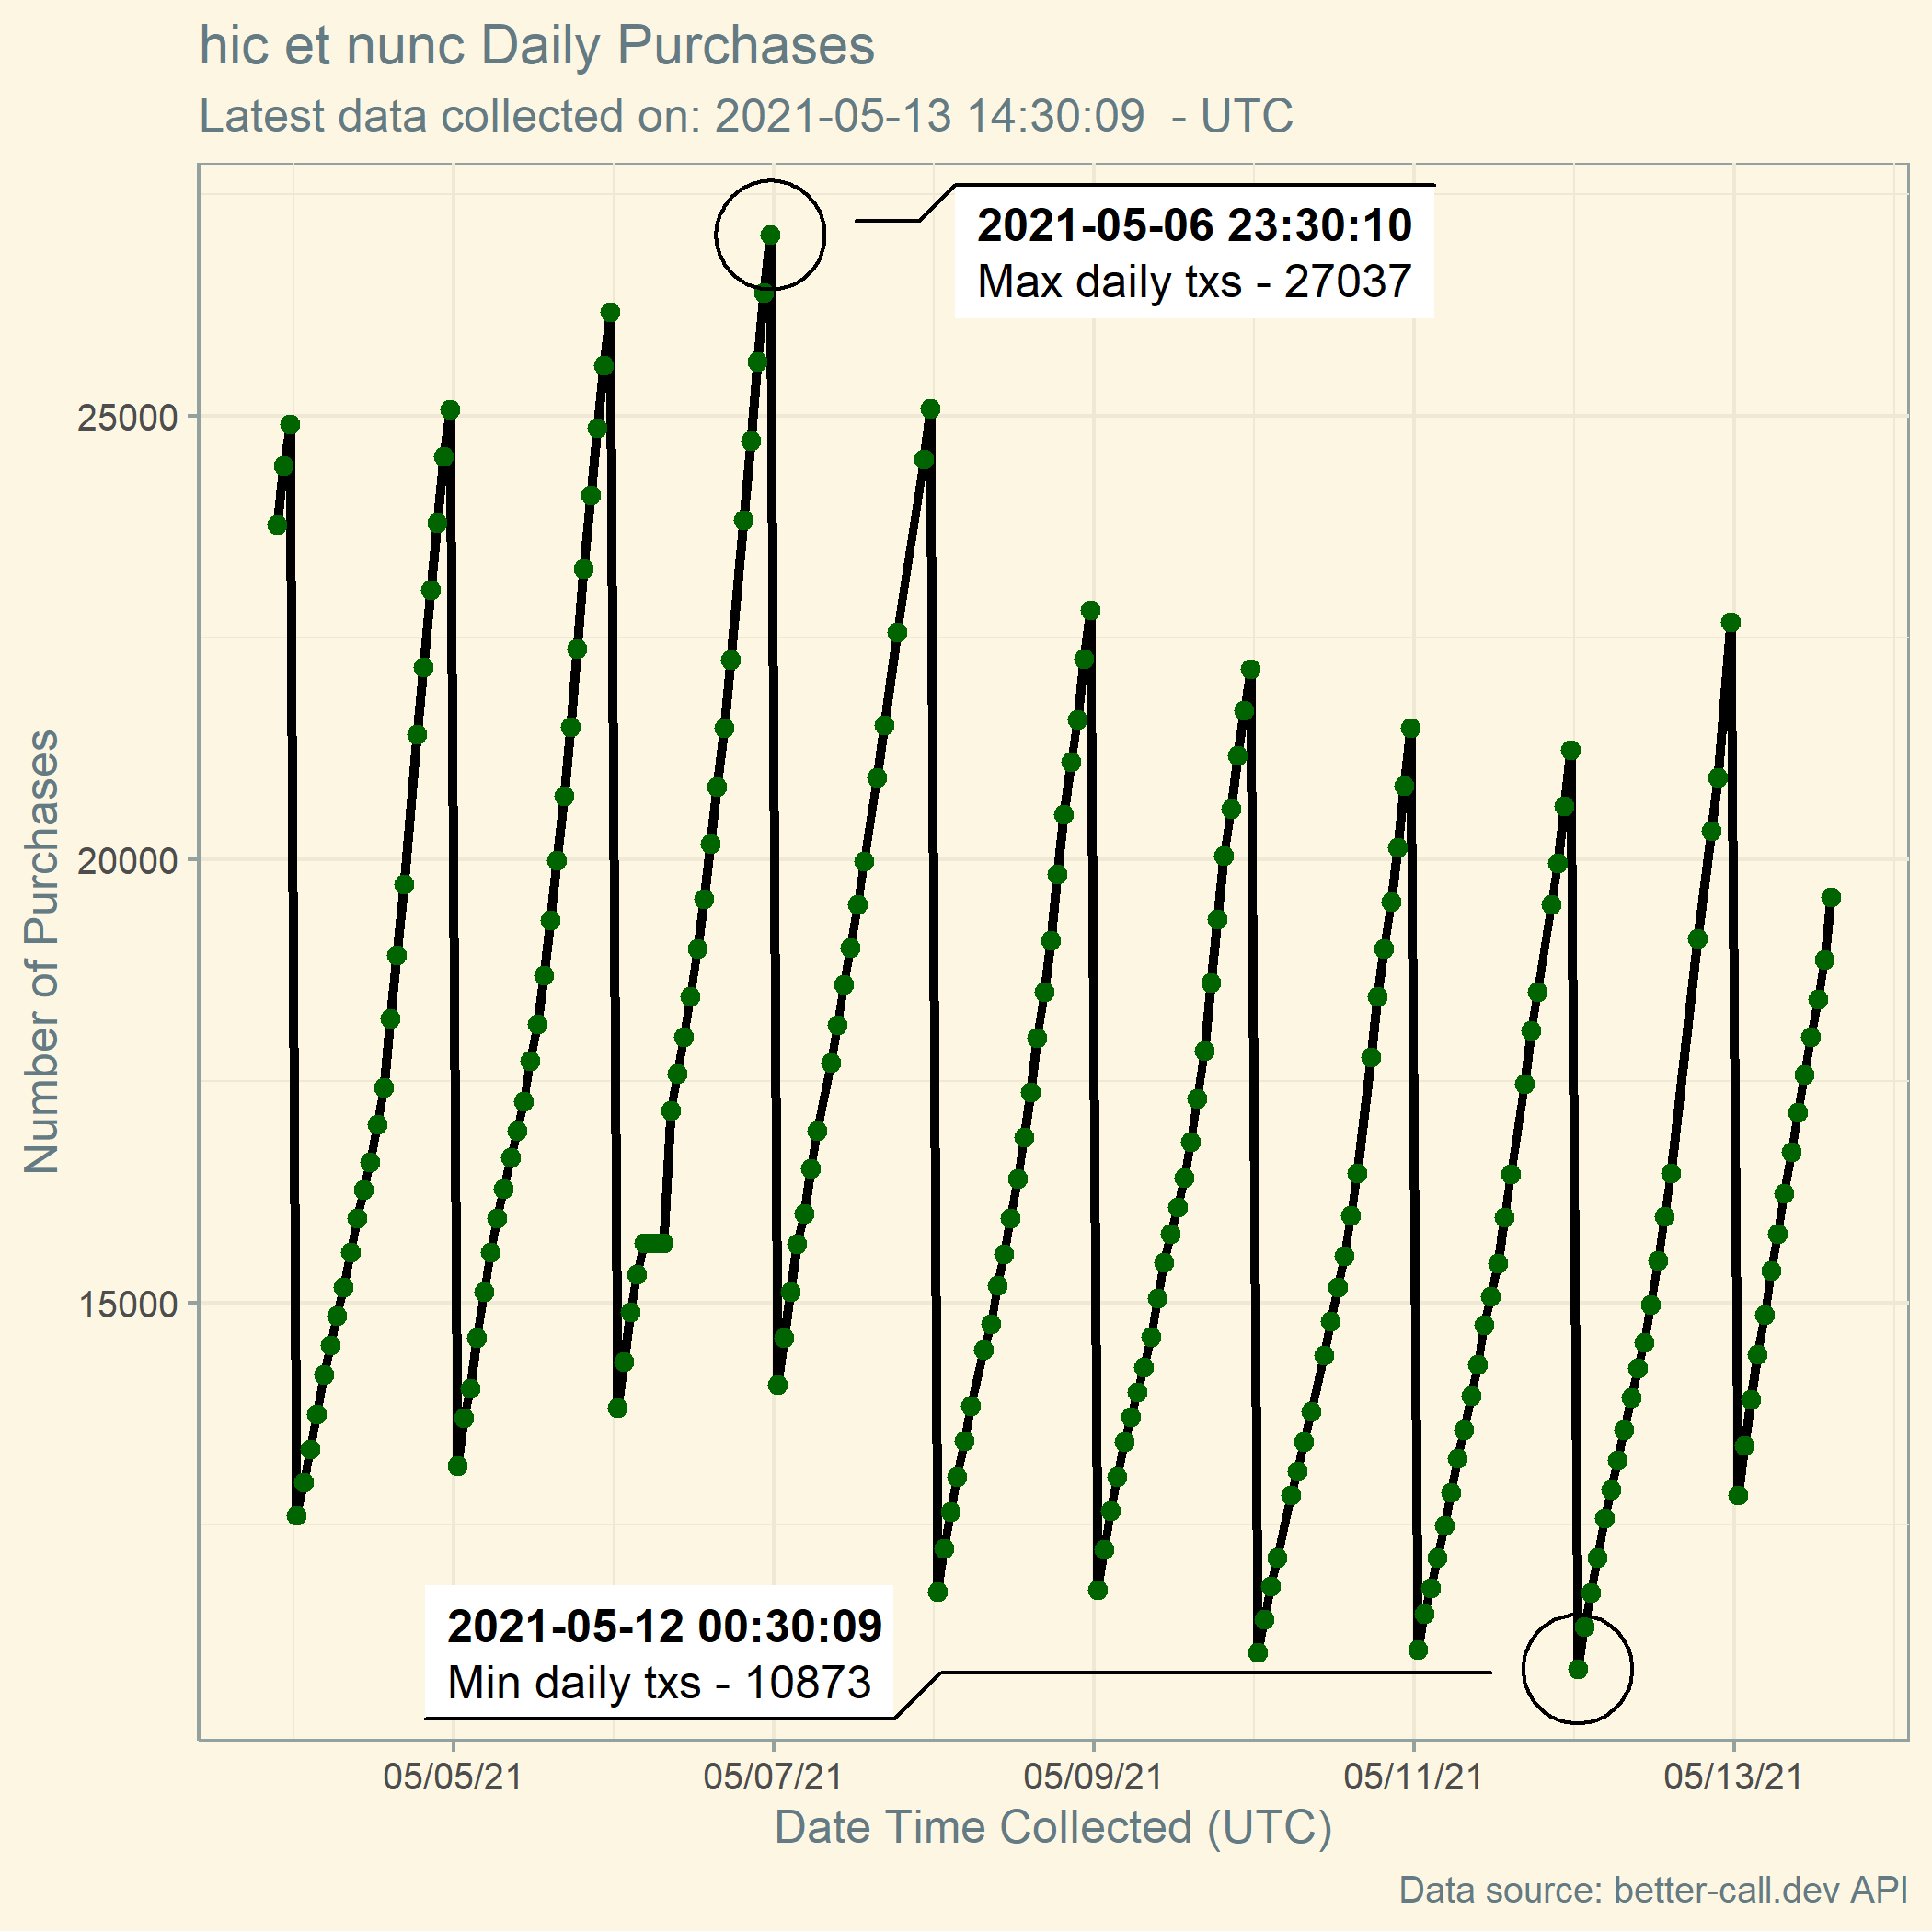 hic et nunc Daily Purchases
Latest data collected on: 2021-05-13 14:30:09  - UTC
2021-05-06 23:30:10
Max daily txs - 27037
25000
20000
15000
Number of Purchases
2021-05-12 00:30:09
Min daily txs - 10873
05/05/21
05/07/21
05/09/21
05/11/21
05/13/21
Date Time Collected (UTC)
Data source: better-call.dev API